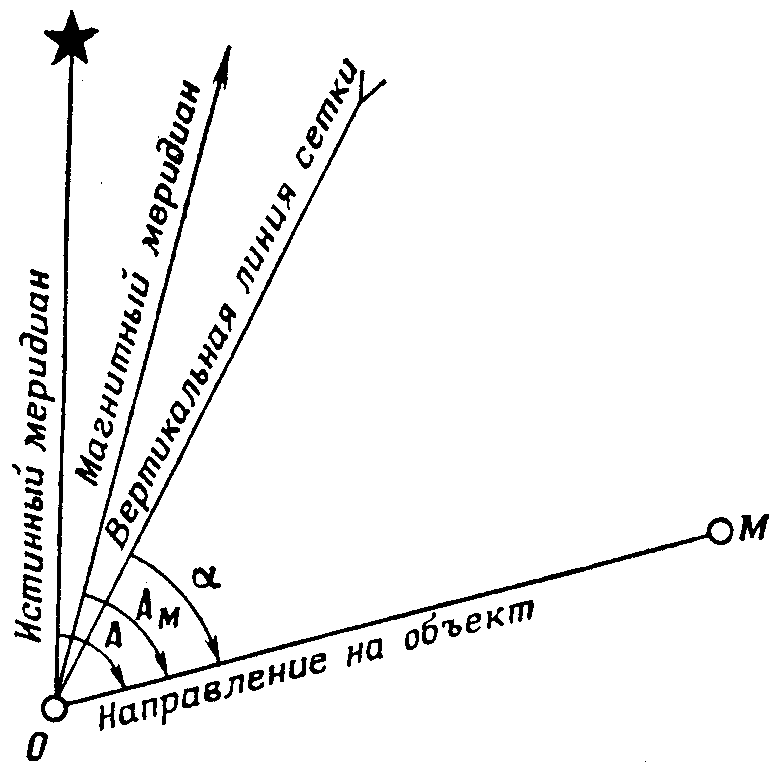 Истинный меридиан
Магнитный меридиан
Вертикальная линия сетки
α
Aм
A
M
Направление на объект
O